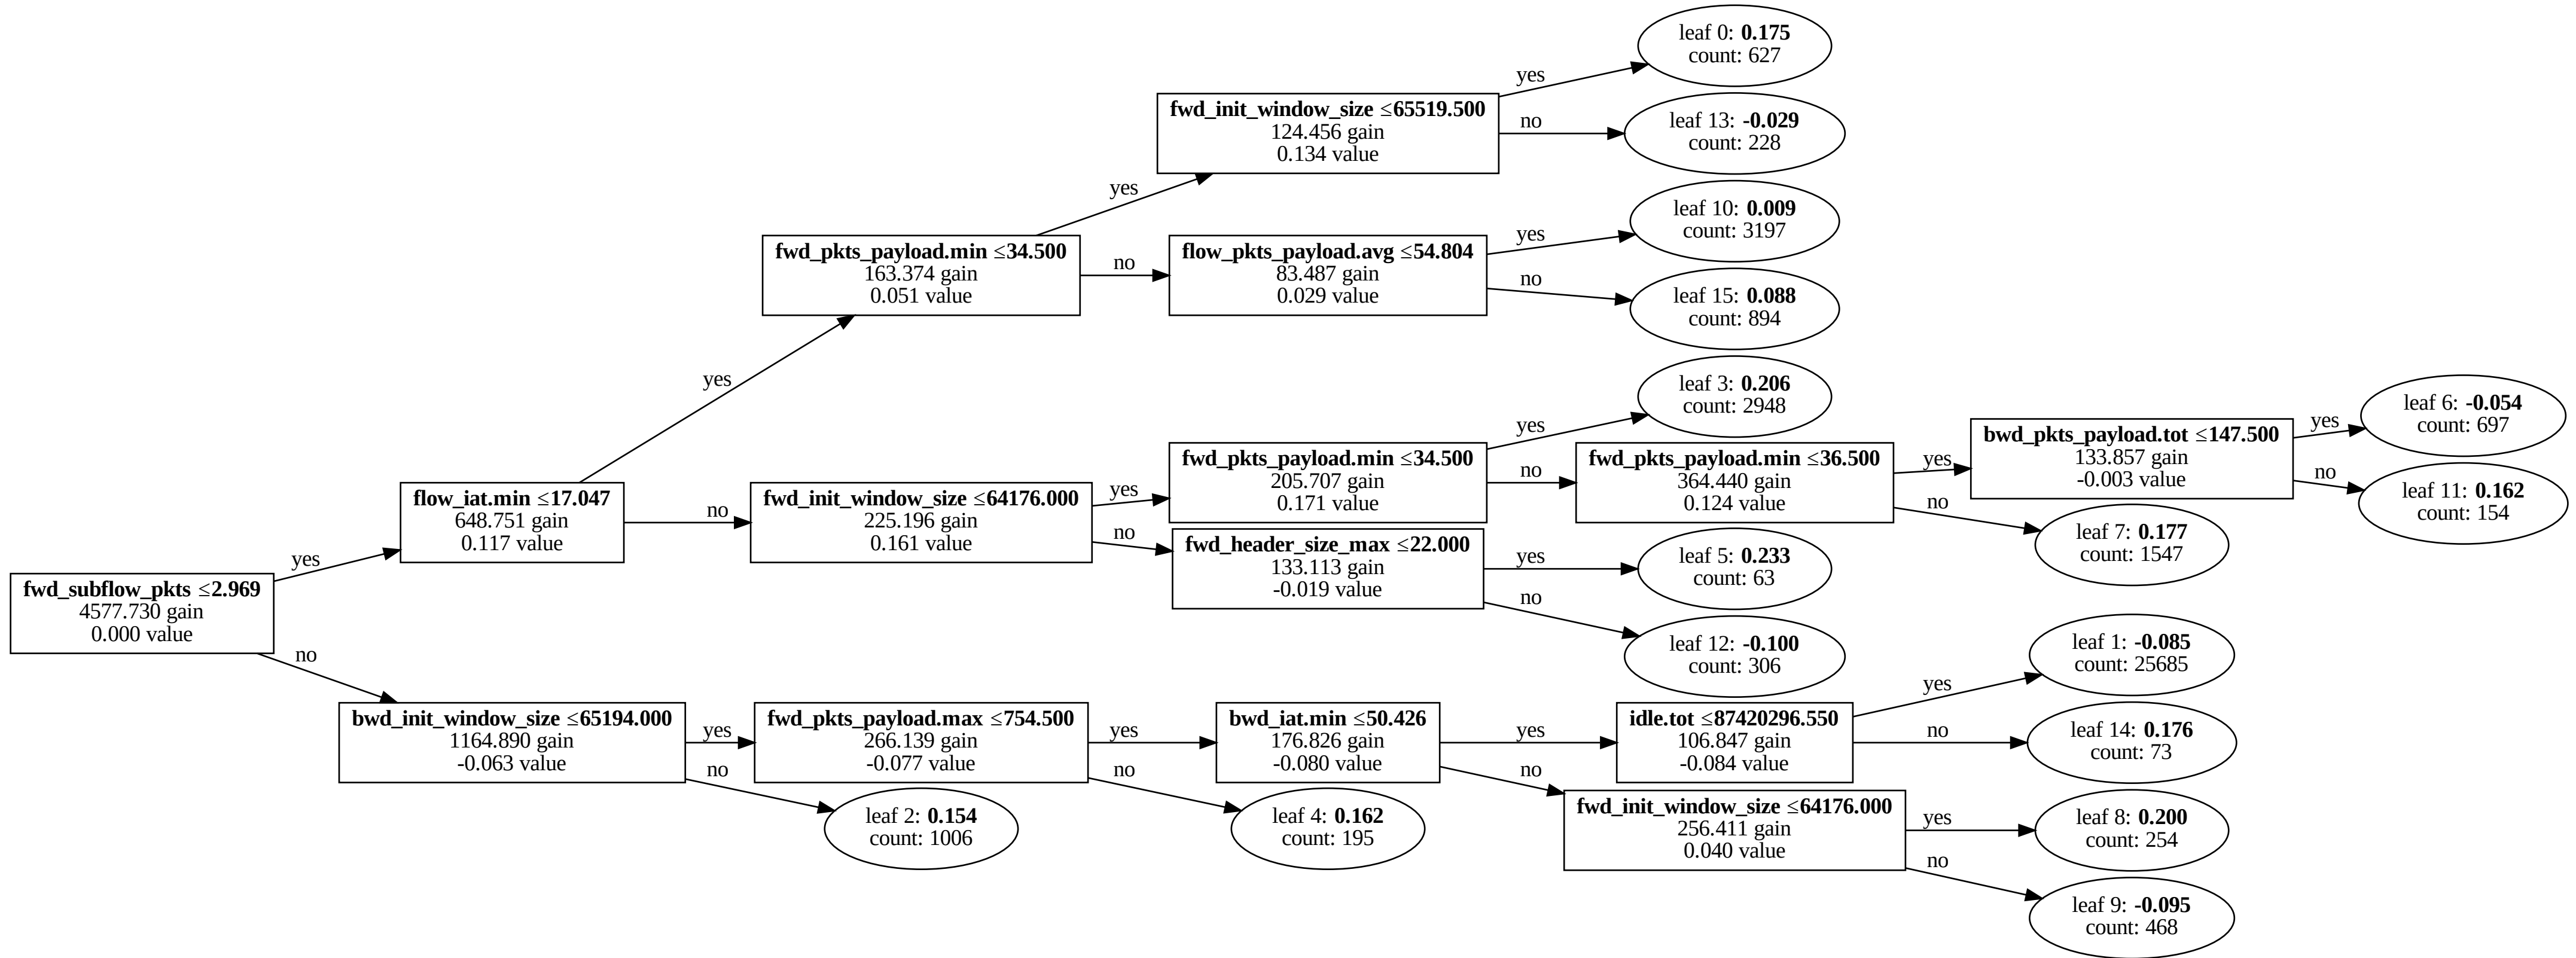 fwd_subflow_pkts ≤2.969
4577.730 gain
0.000 value
yes
no
flow_iat.min ≤17.047
648.751 gain
0.117 value
yes
no
bwd_init_window_size ≤65194.000
1164.890 gain
-0.063 value
yes
no
fwd_pkts_payload.min ≤34.500
163.374 gain
0.051 value
yes
no
fwd_init_window_size ≤64176.000
225.196 gain
0.161 value
yes
no
fwd_pkts_payload.max ≤754.500
266.139 gain
-0.077 value
yes
no
leaf 2: 0.154
count: 1006
fwd_init_window_size ≤65519.500
124.456 gain
0.134 value
yes
no
flow_pkts_payload.avg ≤54.804
83.487 gain
0.029 value
yes
no
fwd_pkts_payload.min ≤34.500
205.707 gain
0.171 value
yes
no
fwd_header_size_max ≤22.000
133.113 gain
-0.019 value
yes
no
bwd_iat.min ≤50.426
176.826 gain
-0.080 value
yes
no
leaf 4: 0.162
count: 195
leaf 0: 0.175
count: 627
leaf 13: -0.029
count: 228
leaf 10: 0.009
count: 3197
leaf 15: 0.088
count: 894
leaf 3: 0.206
count: 2948
fwd_pkts_payload.min ≤36.500
364.440 gain
0.124 value
yes
no
leaf 5: 0.233
count: 63
leaf 12: -0.100
count: 306
idle.tot ≤87420296.550
106.847 gain
-0.084 value
yes
no
fwd_init_window_size ≤64176.000
256.411 gain
0.040 value
yes
no
bwd_pkts_payload.tot ≤147.500
133.857 gain
-0.003 value
yes
no
leaf 7: 0.177
count: 1547
leaf 1: -0.085
count: 25685
leaf 14: 0.176
count: 73
leaf 8: 0.200
count: 254
leaf 9: -0.095
count: 468
leaf 6: -0.054
count: 697
leaf 11: 0.162
count: 154